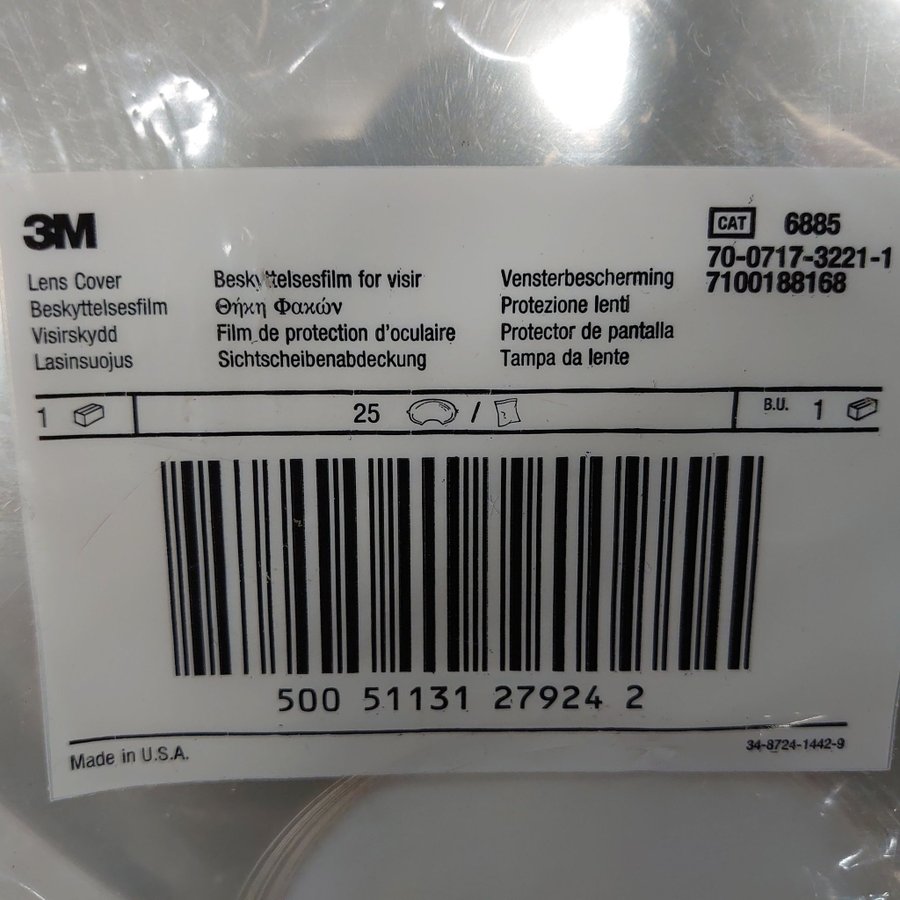 3M
CAT 6885
70-0717-3221-1
7100188168
Lens Cover
Beskyttelsesfilm
Visirskydd
Lasinsuojus
Beskyttelsesfilm for visir
Θήκη Φακών
Film de protection d'oculaire
Sichtscheibenabdeckung
Vensterbescherming
Protezione lenti
Protector de pantalla
Tampa da lente
1 25 / B.U. 1
500 51131 27924 2
Made in U.S.A.
34-8724-1442-9